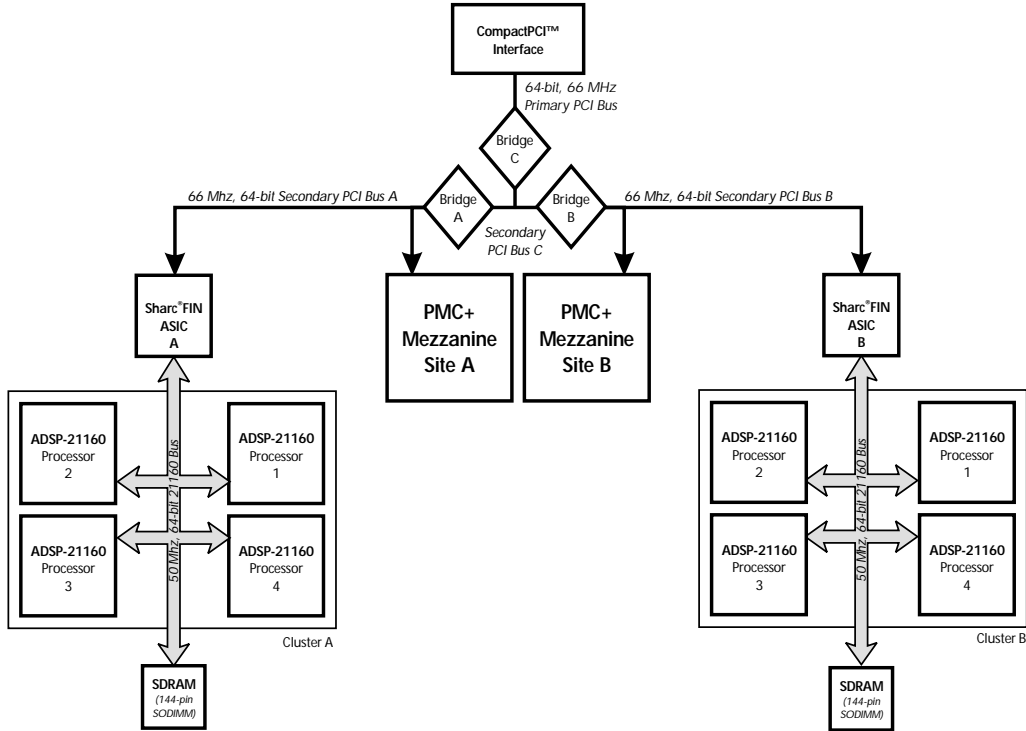 CompactPCI™
Interface
64-bit, 66 MHz
Primary PCI Bus
Bridge
C
66 Mhz, 64-bit Secondary PCI Bus A
Bridge
A
Bridge
B
66 Mhz, 64-bit Secondary PCI Bus B
Secondary
PCI Bus C
Sharc®FIN
ASIC
A
PMC+
Mezzanine
Site A
PMC+
Mezzanine
Site B
Sharc®FIN
ASIC
B
ADSP-21160
Processor
2
ADSP-21160
Processor
1
ADSP-21160
Processor
3
ADSP-21160
Processor
4
50 Mhz, 64-bit 21160 Bus
Cluster A
SDRAM
(144-pin
SODIMM)
ADSP-21160
Processor
2
ADSP-21160
Processor
1
ADSP-21160
Processor
3
ADSP-21160
Processor
4
50 Mhz, 64-bit 21160 Bus
Cluster B
SDRAM
(144-pin
SODIMM)